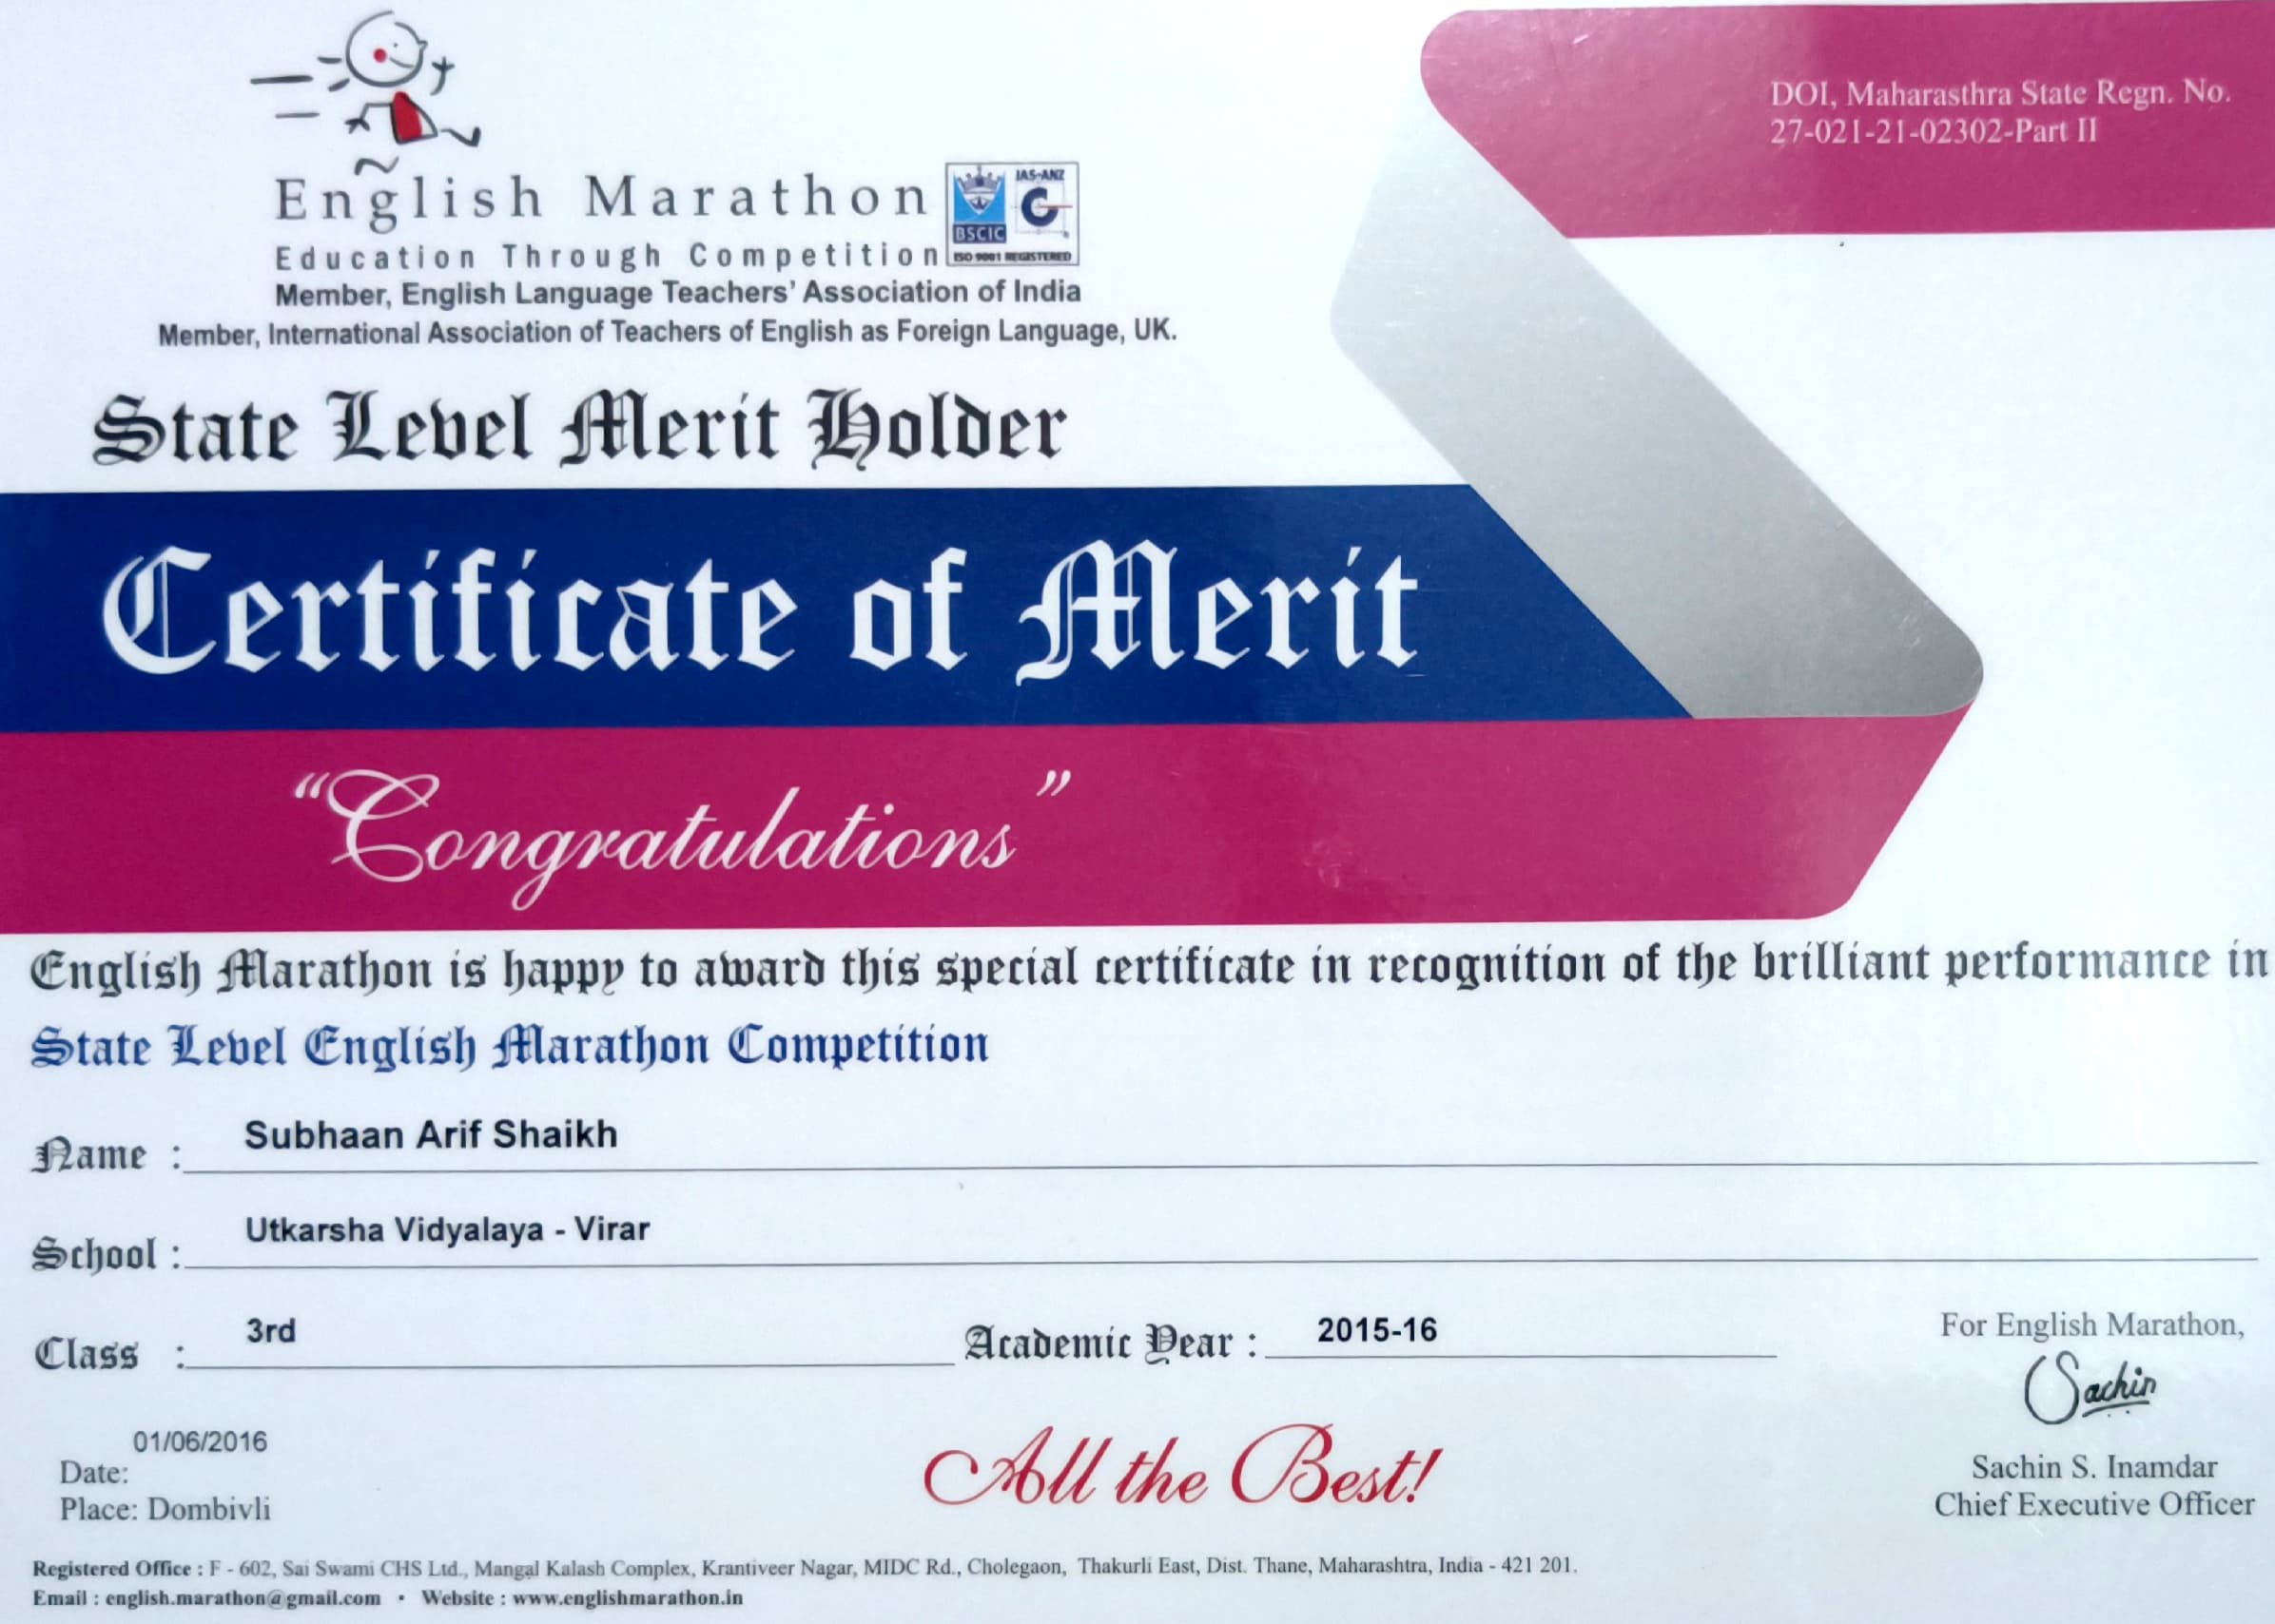 DOI, Maharasthra State Regn. No.
27-021-21-02302-Part II
English Marathon
BSCIC
JAS-ANZ
ISO 9001 REGISTERED
Education Through Competition
Member, English Language Teachers' Association of India
Member, International Association of Teachers of English as Foreign Language, UK.
State Level Merit Holder
Certificate of Merit
"Congratulations"
English Marathon is happy to award this special certificate in recognition of the brilliant performance in
State Level English Marathon Competition
Name : Subhaan Arif Shaikh
School : Utkarsha Vidyalaya - Virar
Class : 3rd Academic Year : 2015-16
For English Marathon,
Sachin
Sachin S. Inamdar
Chief Executive Officer
01/06/2016
Date:
Place: Dombivli
All the Best!
Registered Office : F - 602, Sai Swami CHS Ltd., Mangal Kalash Complex, Krantiveer Nagar, MIDC Rd., Cholegaon, Thakurli East, Dist. Thane, Maharashtra, India - 421 201.
Email : english.marathon@gmail.com • Website : www.englishmarathon.in